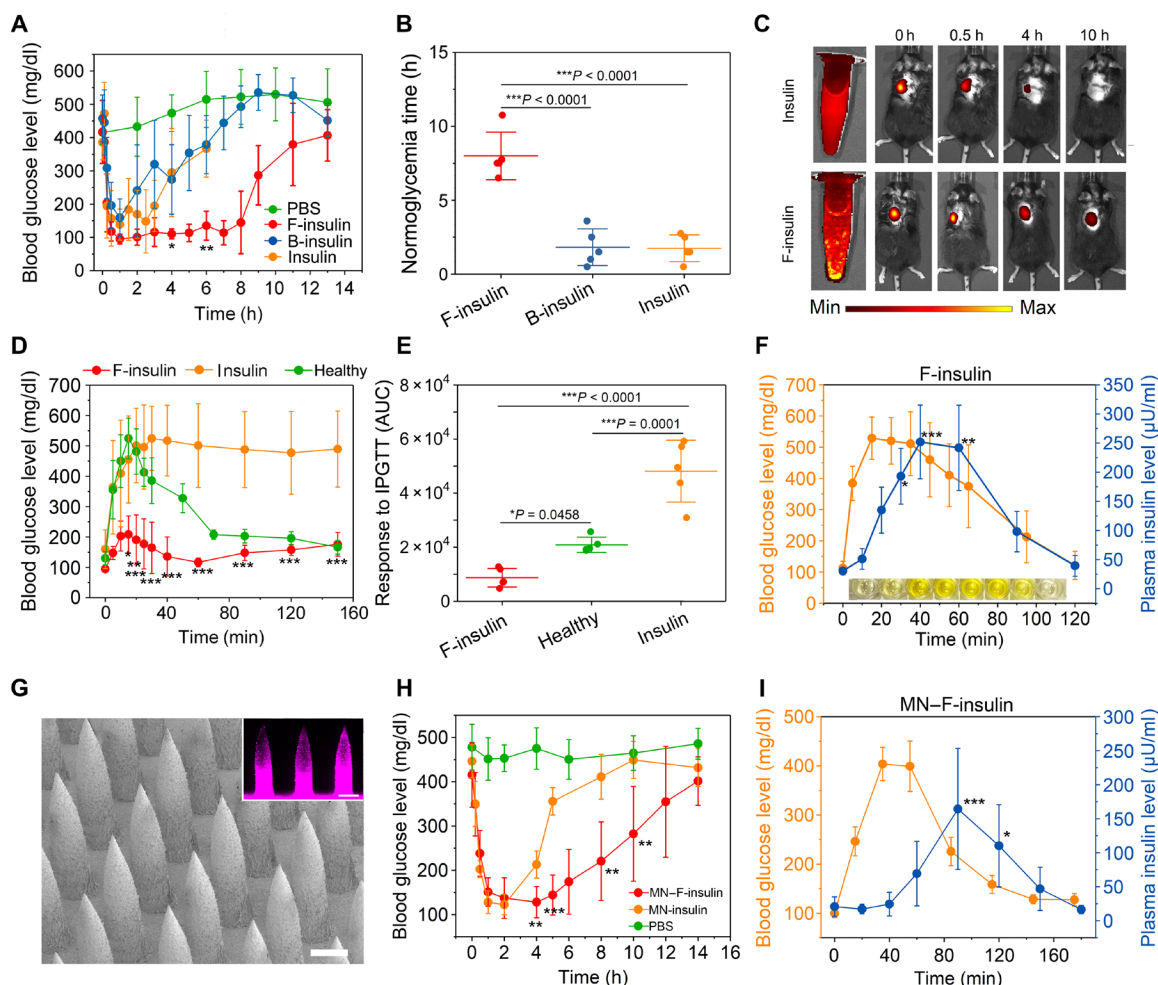 A
Blood glucose level (mg/dl)
600
500
400
300
200
100
0
PBS
F-insulin
B-insulin
Insulin
*
**
0 2 4 6 8 10 12 14
Time (h)
B
Normoglycemia time (h)
15
10
5
0
***P < 0.0001
***P < 0.0001
F-insulin
B-insulin
Insulin
C
0 h 0.5 h 4 h 10 h
Insulin
F-insulin
Min Max
D
F-insulin Insulin Healthy
Blood glucose level (mg/dl)
700
600
500
400
300
200
100
0
*
**
***
***
***
***
***
***
***
0 40 80 120 160
Time (min)
E
Response to IPGTT (AUC)
8 × 10⁴
6 × 10⁴
4 × 10⁴
2 × 10⁴
0
***P < 0.0001
***P = 0.0001
*P = 0.0458
F-insulin
Healthy
Insulin
F
F-insulin
Blood glucose level (mg/dl)
700
600
500
400
300
200
100
0
***
**
*
Plasma insulin level (µU/ml)
350
300
250
200
150
100
50
0
0 20 40 60 80 100 120
Time (min)
G
H
Blood glucose level (mg/dl)
500
400
300
200
100
**
***
**
**
MN–F-insulin
MN-insulin
PBS
0 2 4 6 8 10 12 14 16
Time (h)
I
MN–F-insulin
Blood glucose level (mg/dl)
500
400
300
200
100
***
*
Plasma insulin level (µU/ml)
300
250
200
150
100
50
0
0 60 120 180
Time (min)